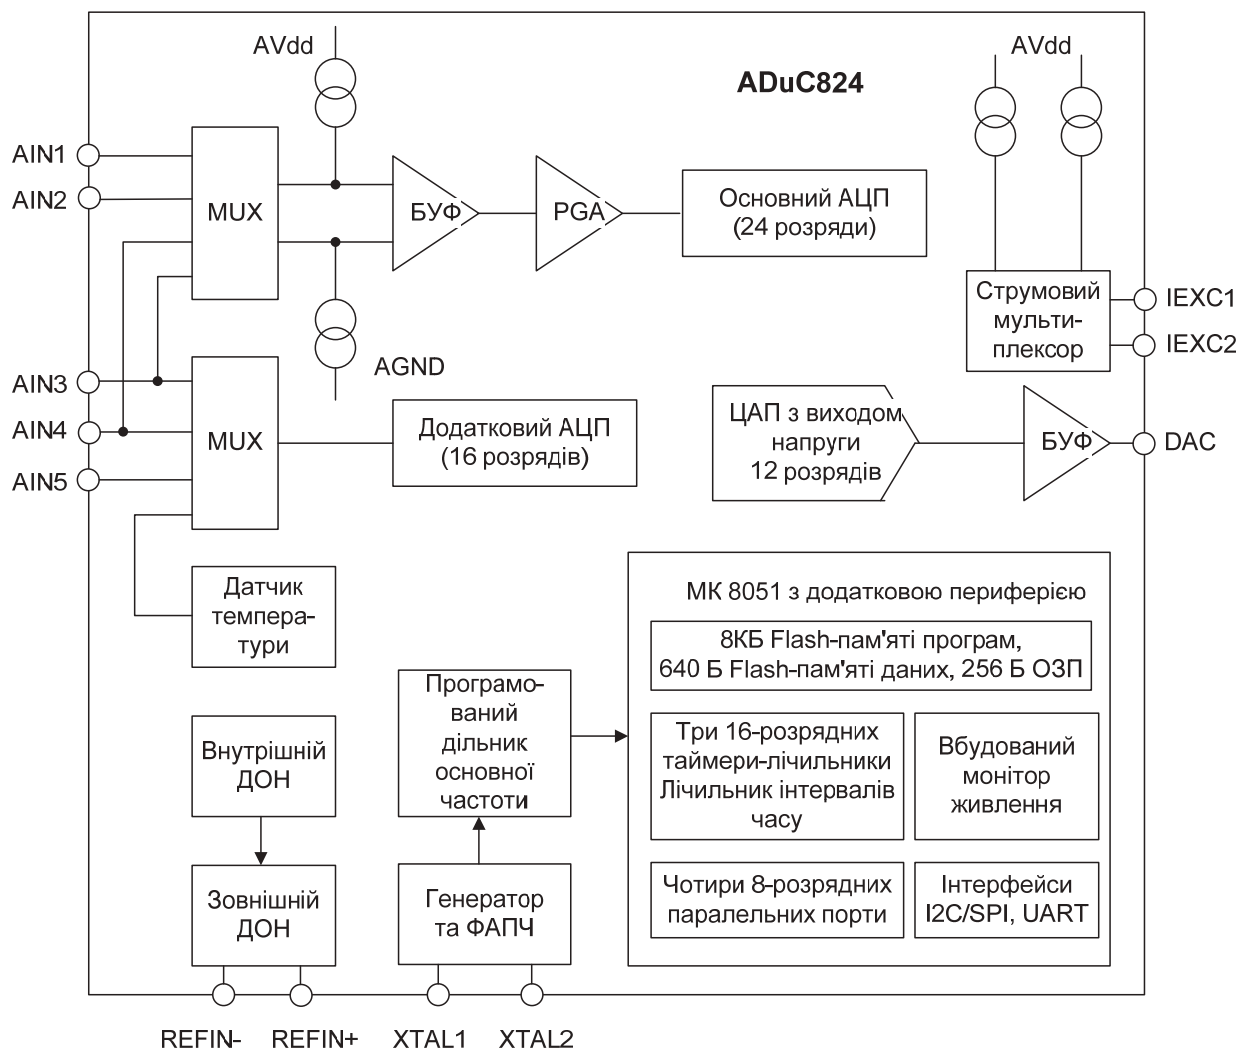 AVdd
AVdd
ADuC824
AIN1
AIN2
MUX
БУФ
PGA
Основний АЦП
(24 розряди)
Струмовий
мульти-
плексор
IEXC1
IEXC2
AGND
AIN3
AIN4
AIN5
MUX
Додатковий АЦП
(16 розрядів)
ЦАП з виходом
напруги
12 розрядів
БУФ
DAC
Датчик
темпера-
тури
МК 8051 з додатковою периферією
8КБ Flash-пам'яті програм,
640 Б Flash-пам'яті даних, 256 Б ОЗП
Програмо-
ваний
дільник
основної
частоти
Внутрішній
ДОН
Три 16-розрядних
таймери-лічильники
Лічильник інтервалів
часу
Вбудований
монітор
живлення
Зовнішній
ДОН
Генератор
та ФАПЧ
Чотири 8-розрядних
паралельних порти
Інтерфейси
I2C/SPI, UART
REFIN-
REFIN+
XTAL1
XTAL2